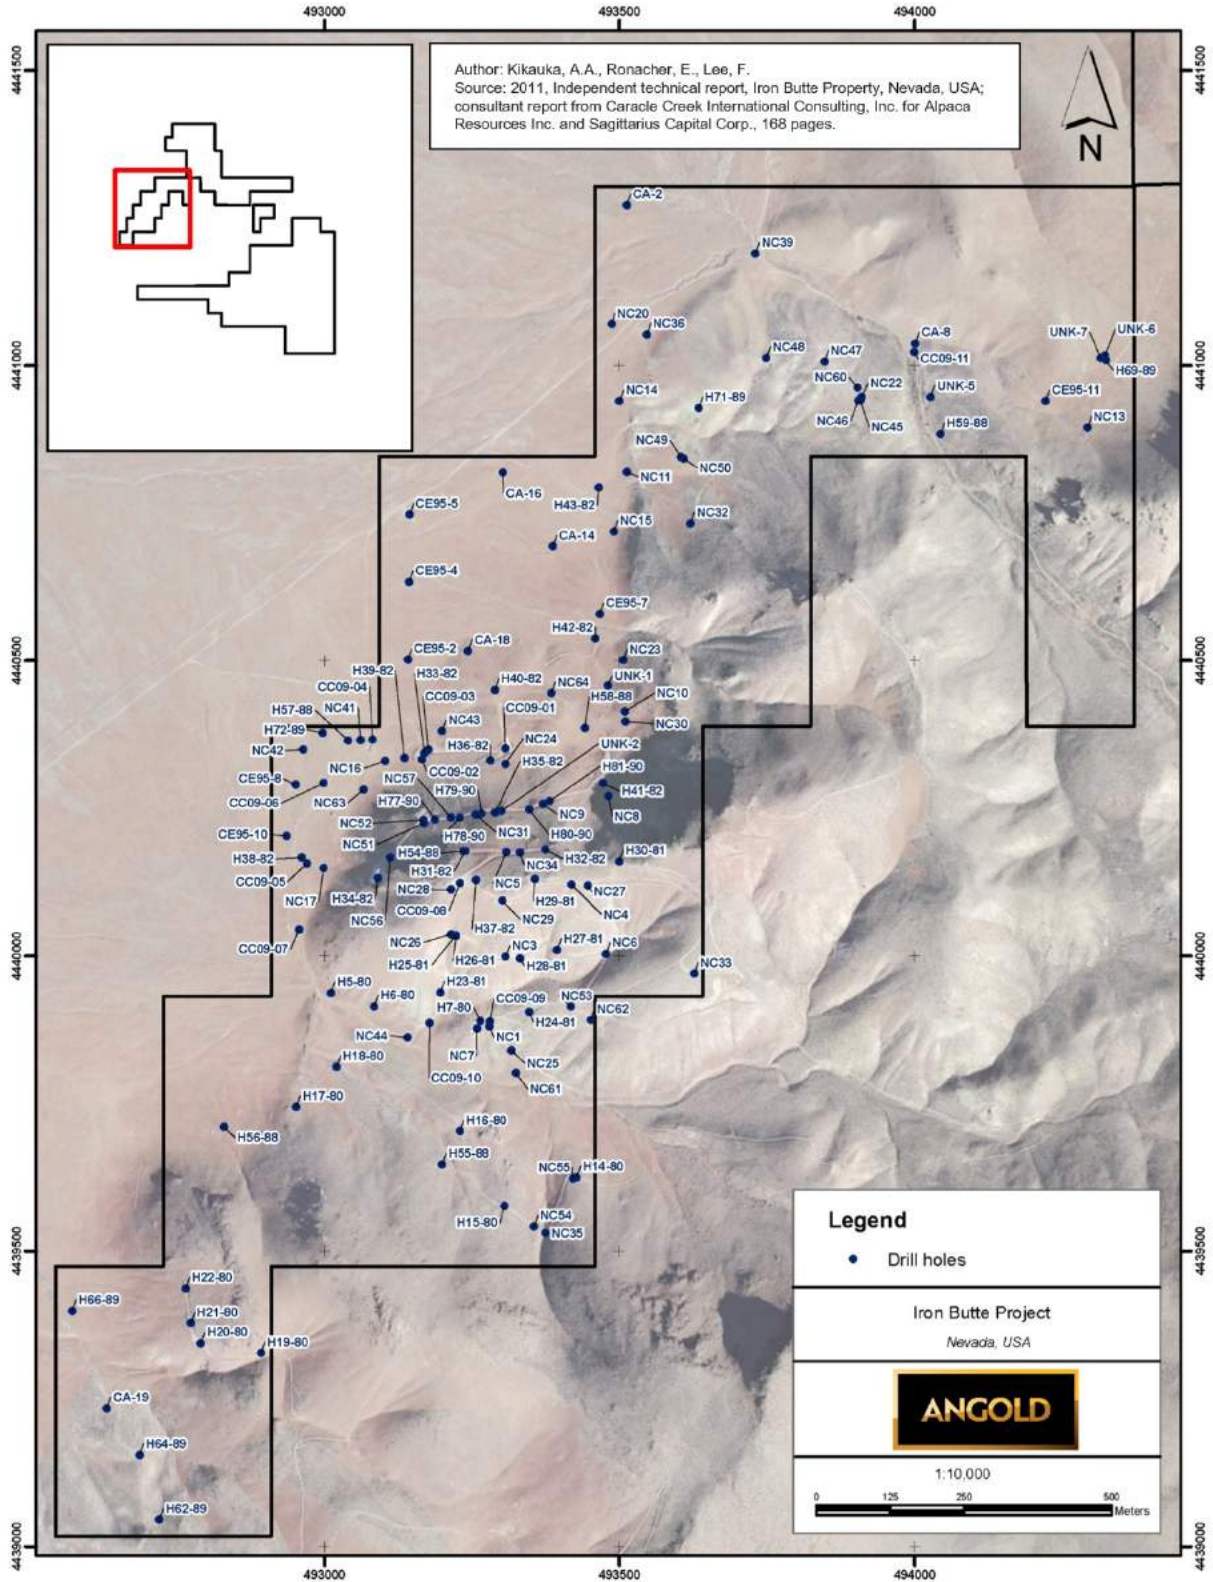 493000
493500
494000
4441500
4441500
Author: Kikauka, A.A., Ronacher, E., Lee, F.
Source: 2011, Independent technical report, Iron Butte Property, Nevada, USA;
consultant report from Caracle Creek International Consulting, Inc. for Alpaca
Resources Inc. and Sagittarius Capital Corp., 168 pages.
N
CA-2
NC39
NC20
NC36
CA-8
UNK-7
UNK-6
4441000
NC48
NC47
CC09-11
4441000
H69-89
NC60
NC22
UNK-5
CE95-11
NC14
H71-89
NC46
NC45
H59-88
NC13
NC49
NC50
NC11
CA-16
H43-82
CE95-5
NC15
NC32
CA-14
CE95-4
CE95-7
H42-82
CA-18
4440500
CE95-2
NC23
4440500
H39-82
H33-82
H40-82
NC64
UNK-1
CC09-04
CC09-03
H58-88
NC10
H57-88
NC41
CC09-01
NC43
NC30
H72-89
NC24
NC42
H36-82
UNK-2
NC16
H35-82
CC09-02
NC57
H81-90
CE95-8
H79-90
H41-82
CC09-06
H77-90
NC63
NC9
NC8
NC52
CE95-10
NC51
H78-90
NC31
H80-90
H54-88
H38-82
H32-82
H30-81
H31-82
NC34
CC09-05
NC5
NC28
NC27
NC17
H34-82
H29-81
CC09-08
NC4
NC56
NC29
H37-82
NC26
NC3
H27-81
NC6
CC09-07
4440000
H25-81
H26-81
H28-81
NC33
4440000
H5-80
H6-80
H23-81
H7-80
CC09-09
NC53
NC62
H24-81
NC44
NC1
H18-80
NC7
NC25
CC09-10
NC61
H17-80
H16-80
H56-88
H55-88
NC55
H14-80
H15-80
NC54
NC35
4439500
4439500
H22-80
H66-89
H21-80
H20-80
H19-80
CA-19
H64-89
H62-89
Legend
Drill holes
Iron Butte Project
Nevada, USA
ANGOLD
1:10,000
0 125 250 500
Meters
4439000
4439000
493000
493500
494000